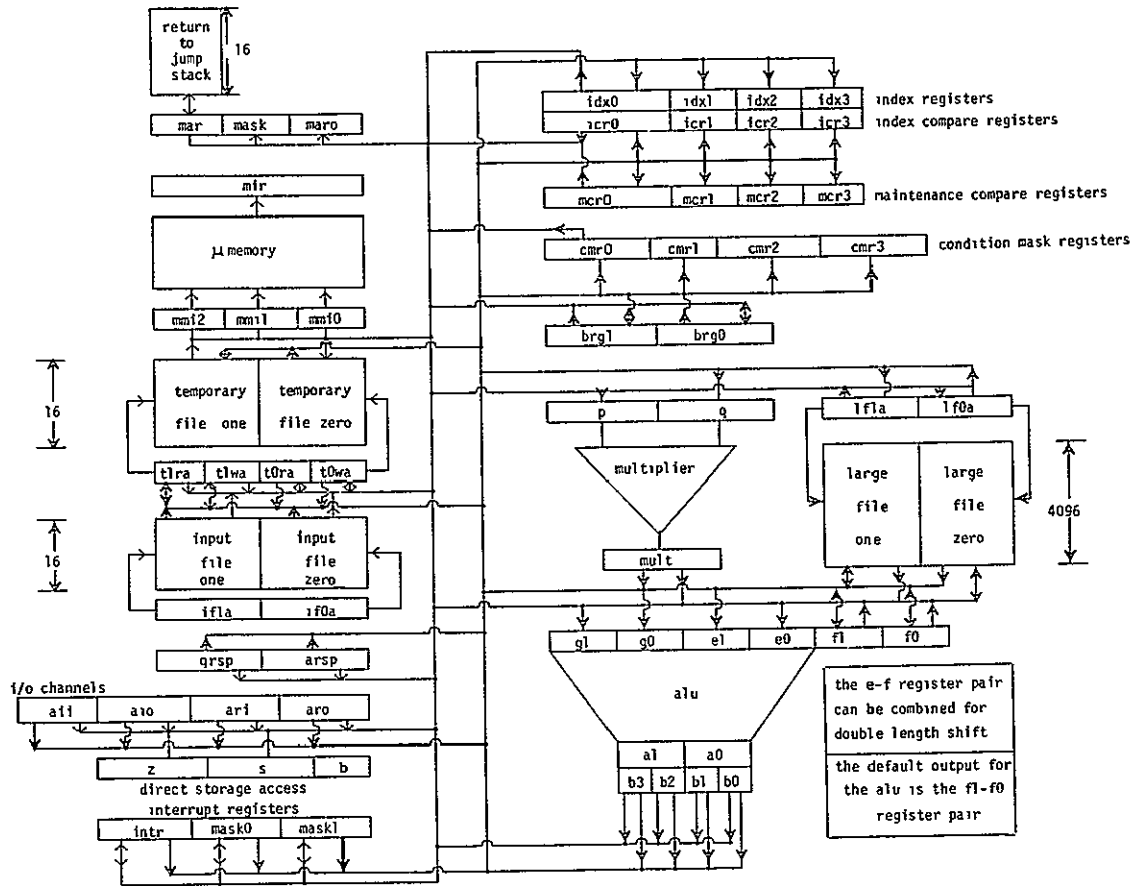 return
to
jump
stack
16
mar mask maro
mir
μ memory
mmi2 mmi1 mmi0
16
temporary temporary
file one file zero
t1ra t1wa t0ra t0wa
16
input input
file file
one zero
if1a if0a
qrsp arsp
i/o channels
aii aio ari aro
z s b
direct storage access
interrupt registers
intr mask0 mask1
idx0 idx1 idx2 idx3 index registers
icr0 icr1 icr2 icr3 index compare registers
mcr0 mcr1 mcr2 mcr3 maintenance compare registers
cmr0 cmr1 cmr2 cmr3 condition mask registers
brg1 brg0
p q
multiplier
mult
lf1a lf0a
large large
file file
one zero
4096
g1 g0 e1 e0 f1 f0
alu
a1 a0
b3 b2 b1 b0
the e-f register pair
can be combined for
double length shift
the default output for
the alu is the f1-f0
register pair